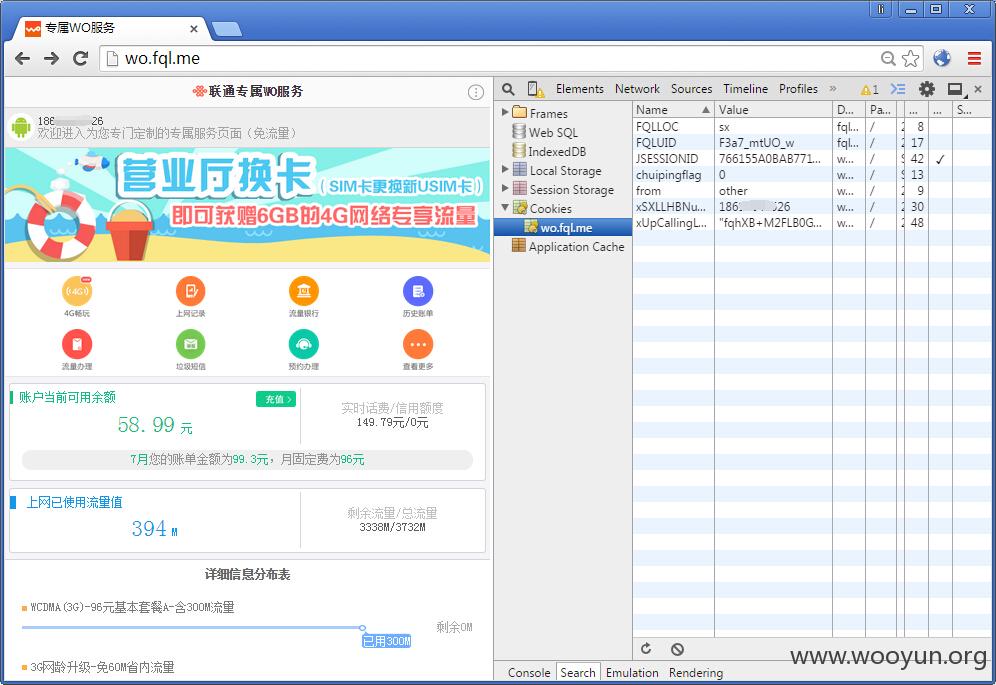 专属WO服务
wo.fql.me
联通专属WO服务
186 26
欢迎进入为您专门定制的专属服务页面（免流量）
营业厅换卡（SIM卡更换新USIM卡）
即可获赠6GB的4G网络专享流量
4G畅玩 上网记录 流量银行 历史账单
流量办理 垃圾短信 预约办理 查看更多
账户当前可用余额 充值 >
58.99 元
实时话费/信用额度
149.79元/0元
7月您的账单金额为99.3元，月固定费为96元
上网已使用流量值
394 M
剩余流量/总流量
3338M/3732M
详细信息分布表
WCDMA(3G)-96元基本套餐A-含300M流量
剩余0M
已用300M
3G网龄升级-免60M省内流量
Elements Network Sources Timeline Profiles » 1
Frames
Web SQL
IndexedDB
Local Storage
Session Storage
Cookies
wo.fql.me
Application Cache
Name Value D... Pa... ... ... S...
FQLLOC sx fql... / 8
FQLUID F3a7_mtUO_w fql... / 17
JSESSIONID 766155A0BAB771... w... / 42 ✓
chuipingflag 0 w... / 13
from other w... / 9
xSXLLHBNu... 186 626 w... / 30
xUpCallingL... "fqhXB+M2FLB0G... w... / 48
Console Search Emulation Rendering
www.wooyun.org